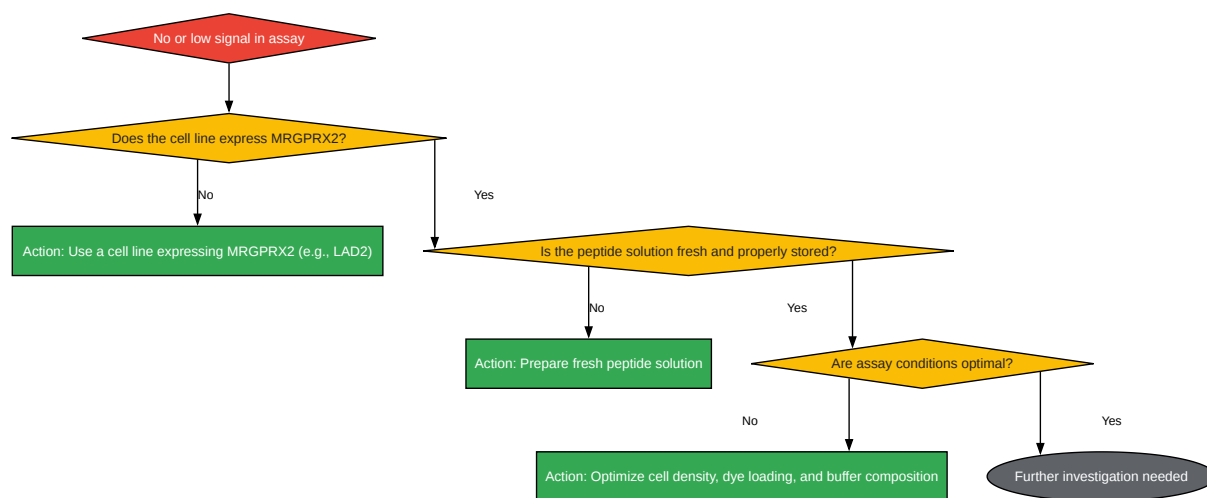 No or low signal in assay
Does the cell line express MRGPRX2?
No
Yes
Action: Use a cell line expressing MRGPRX2 (e.g., LAD2)
Is the peptide solution fresh and properly stored?
No
Yes
Action: Prepare fresh peptide solution
Are assay conditions optimal?
No
Yes
Action: Optimize cell density, dye loading, and buffer composition
Further investigation needed